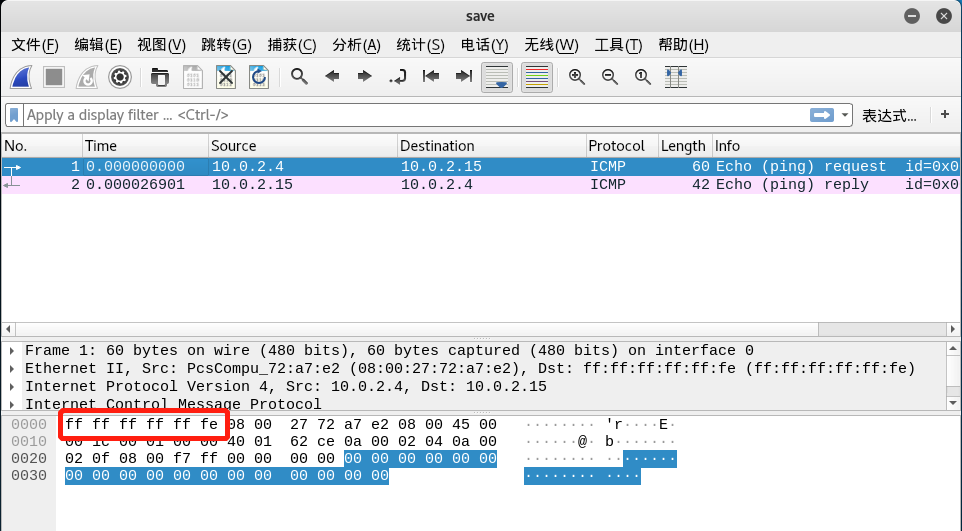 save
文件(F) 编辑(E) 视图(V) 跳转(G) 捕获(C) 分析(A) 统计(S) 电话(Y) 无线(W) 工具(T) 帮助(H)
Apply a display filter … <Ctrl-/> 表达式… +
No. Time Source Destination Protocol Length Info
1 0.000000000 10.0.2.4 10.0.2.15 ICMP 60 Echo (ping) request id=0x0
2 0.000026901 10.0.2.15 10.0.2.4 ICMP 42 Echo (ping) reply id=0x0
Frame 1: 60 bytes on wire (480 bits), 60 bytes captured (480 bits) on interface 0
Ethernet II, Src: PcsCompu_72:a7:e2 (08:00:27:72:a7:e2), Dst: ff:ff:ff:ff:ff:fe (ff:ff:ff:ff:ff:fe)
Internet Protocol Version 4, Src: 10.0.2.4, Dst: 10.0.2.15
Internet Control Message Protocol
0000 ff ff ff ff ff fe 08 00 27 72 a7 e2 08 00 45 00 ········ 'r····E·
0010 00 1c 00 01 00 00 40 01 62 ce 0a 00 02 04 0a 00 ······@· b·······
0020 02 0f 08 00 f7 ff 00 00 00 00 00 00 00 00 00 00 ········ ········
0030 00 00 00 00 00 00 00 00 00 00 00 00 ········ ····